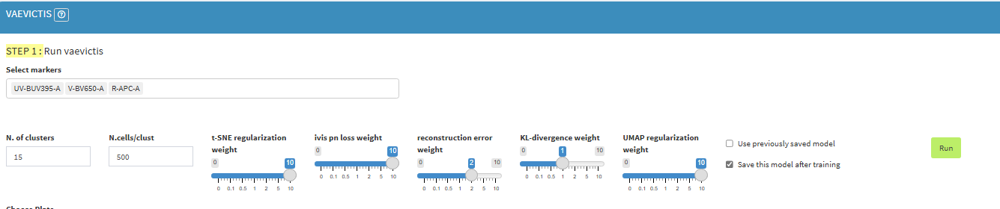 VAEVICTIS
STEP 1 : Run vaevictis
Select markers
UV-BUV395-A V-BV650-A R-APC-A
N. of clusters
15
N.cells/clust
500
t-SNE regularization
weight
0 10
0 0.1 0.5 1 2 5 10
ivis pn loss weight
0 10
0 0.1 0.5 1 2 5 10
reconstruction error
weight
0 2 10
0 0.1 0.5 1 2 5 10
KL-divergence weight
0 1 10
0 0.1 0.5 1 2 5 10
UMAP regularization
weight
0 10
0 0.1 0.5 1 2 5 10
Use previously saved model
Save this model after training
Run